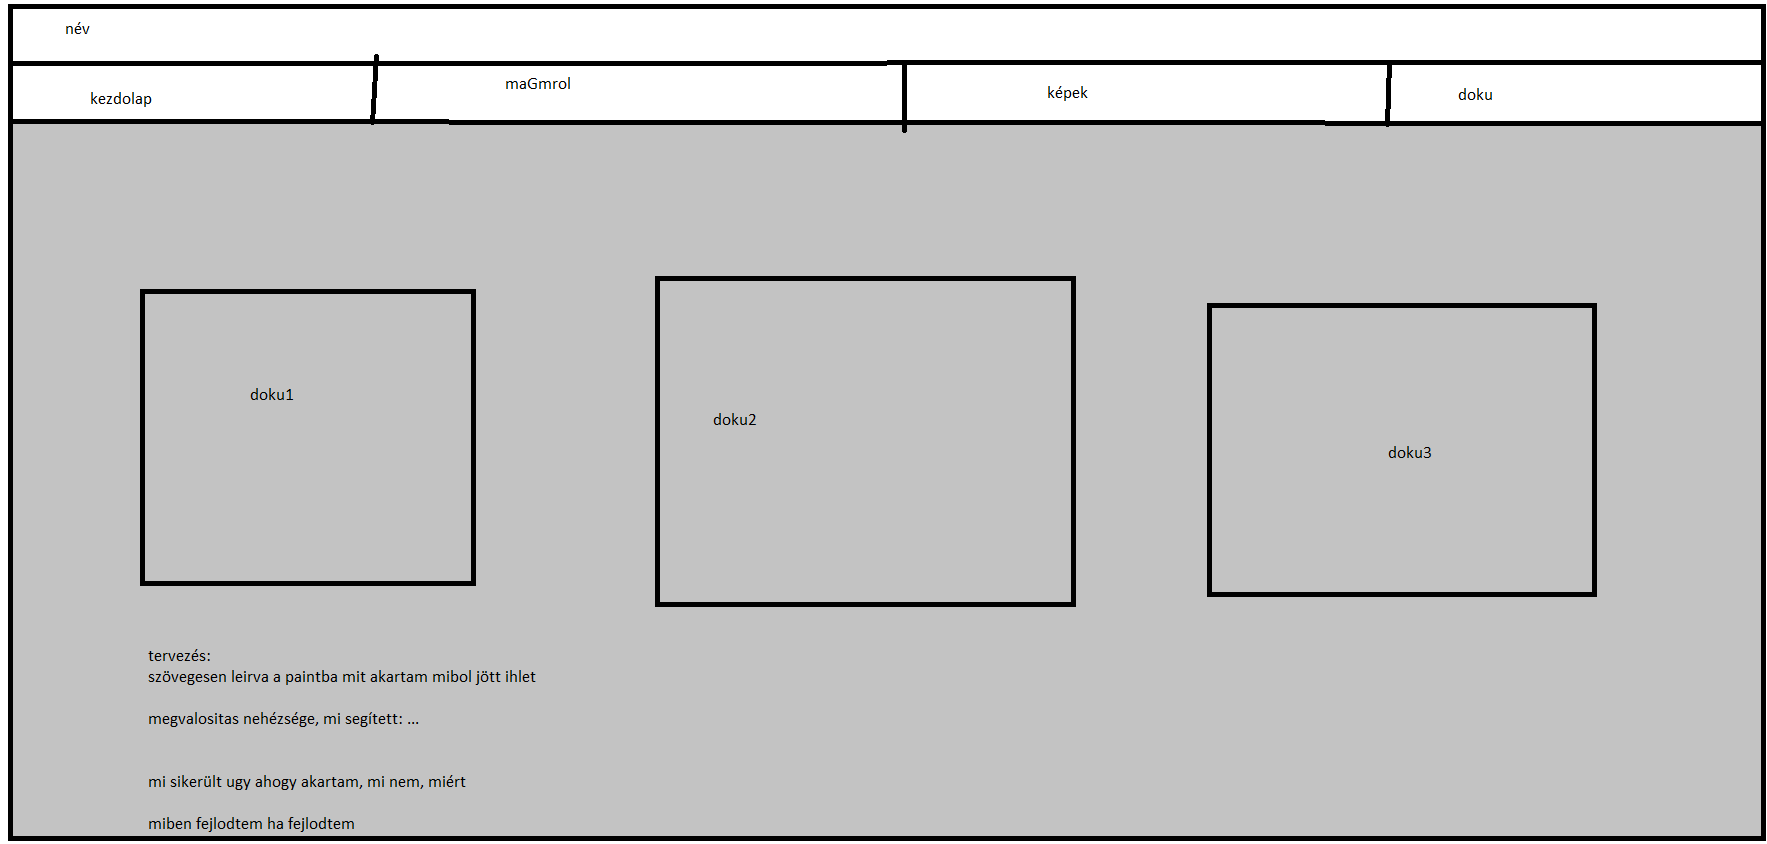 név
kezdolap
maGmrol
képek
doku
doku1
doku2
doku3
tervezés:
szövegesen leirva a paintba mit akartam mibol jött ihlet
megvalositas nehézsége, mi segített: ...
mi sikerült ugy ahogy akartam, mi nem, miért
miben fejlodtem ha fejlodtem